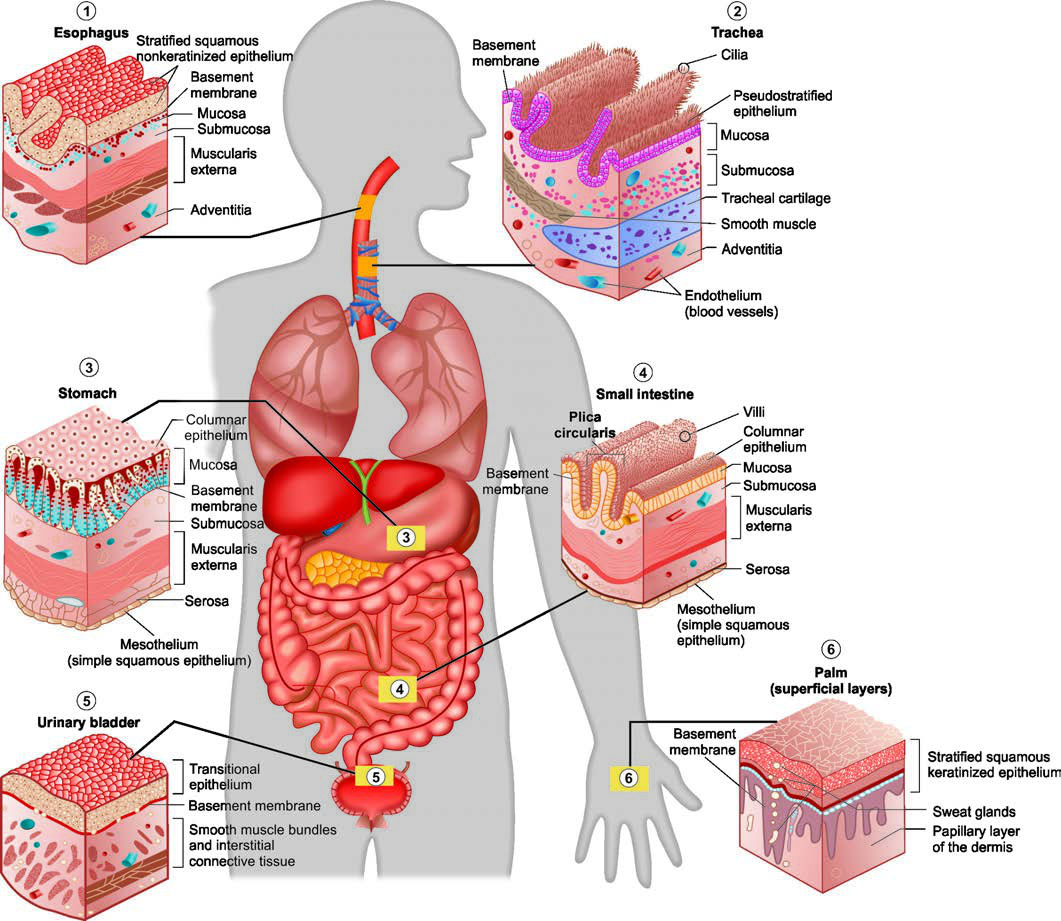 1
Esophagus
Stratified squamous
nonkeratinized epithelium
Basement
membrane
Mucosa
Submucosa
Muscularis
externa
Adventitia
2
Trachea
Basement
membrane
Cilia
Pseudostratified
epithelium
Mucosa
Submucosa
Tracheal cartilage
Smooth muscle
Adventitia
Endothelium
(blood vessels)
3
Stomach
Columnar
epithelium
Mucosa
Basement
membrane
Submucosa
Muscularis
externa
Serosa
Mesothelium
(simple squamous epithelium)
4
Small intestine
Plica
circularis
Villi
Columnar
epithelium
Basement
membrane
Mucosa
Submucosa
Muscularis
externa
Serosa
Mesothelium
(simple squamous
epithelium)
3
4
5
6
5
Urinary bladder
Transitional
epithelium
Basement membrane
Smooth muscle bundles
and interstitial
connective tissue
6
Palm
(superficial layers)
Basement
membrane
Stratified squamous
keratinized epithelium
Sweat glands
Papillary layer
of the dermis